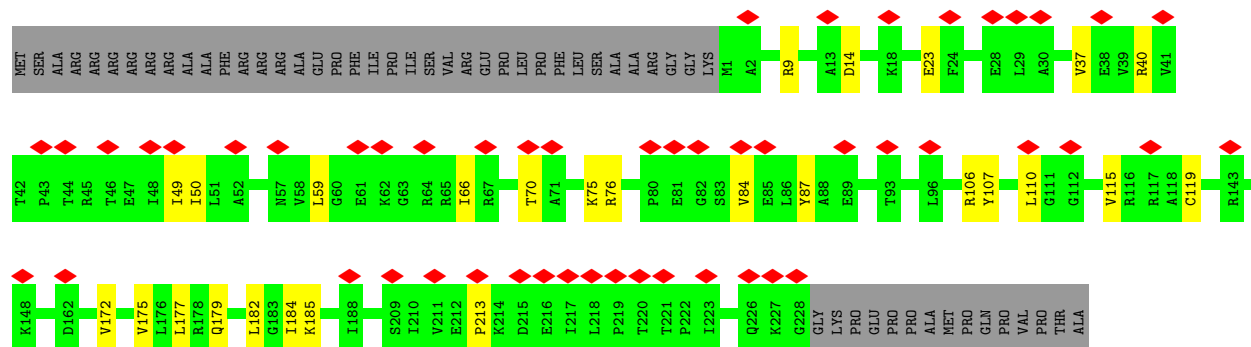 MET SER ALA ARG ARG ARG ARG ARG ARG ALA ALA PHE ARG ARG ARG ALA GLU PRO PHE ILE PRO ILE SER VAL ARG GLU PRO LEU PRO PHE LEU SER ALA ALA ARG GLY GLY LYS M1 A2 R9 A13 D14 K18 E23 F24 E28 L29 A30 V37 E38 V39 R40 V41
T42 P43 T44 R45 T46 E47 I48 I49 I50 L51 A52 N57 V58 L59 G60 E61 K62 G63 R64 R65 I66 R67 T70 A71 K75 R76 P80 E81 G82 S83 V84 E85 L86 Y87 A88 E89 T93 L96 R106 Y107 L110 G111 G112 V115 R116 R117 A118 C119 R143
K148 D162 V172 V175 L176 L177 R178 Q179 L182 G183 I184 K185 I188 S209 I210 V211 E212 P213 K214 D215 E216 I217 L218 P219 T220 T221 P222 I223 Q226 K227 G228 GLY LYS PRO GLU PRO PRO ALA MET PRO GLN PRO VAL PRO THR ALA